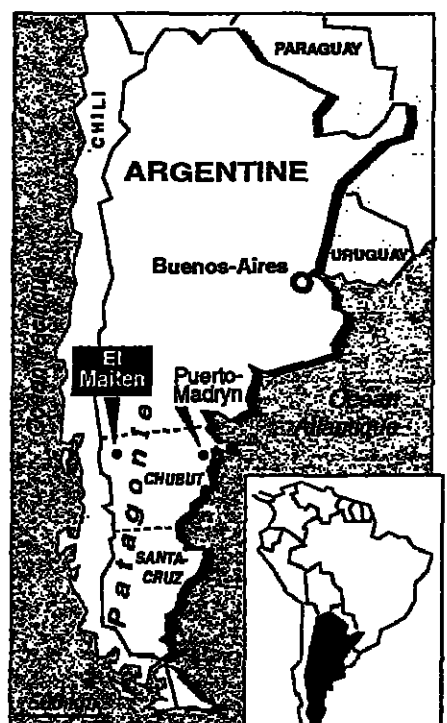 PARAGUAY
CHILI
ARGENTINE
URUGUAY
Buenos-Aires
El
Maiten
Puerto-
Madryn
Océan
Atlantique
Patagonie
CHUBUT
SANTA-
CRUZ